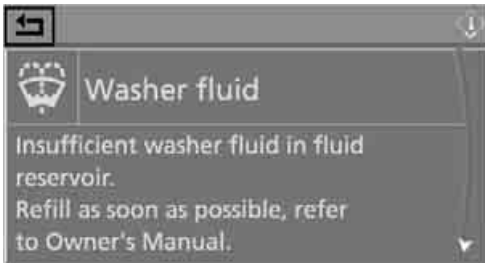 Washer fluid
Insufficient washer fluid in fluid
reservoir.
Refill as soon as possible, refer
to Owner's Manual.